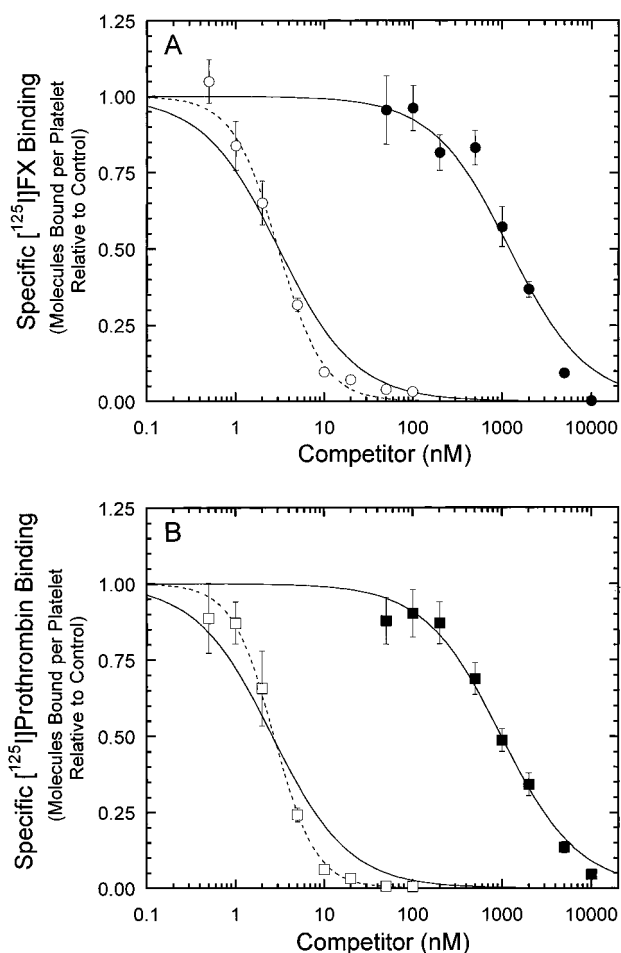 A
Specific [¹²⁵I]FX Binding
(Molecules Bound per Platelet
Relative to Control)
1.25
1.00
0.75
0.50
0.25
0.00
0.1 1 10 100 1000 10000
Competitor (nM)
B
Specific [¹²⁵I]Prothrombin Binding
(Molecules Bound per Platelet
Relative to Control)
1.25
1.00
0.75
0.50
0.25
0.00
0.1 1 10 100 1000 10000
Competitor (nM)